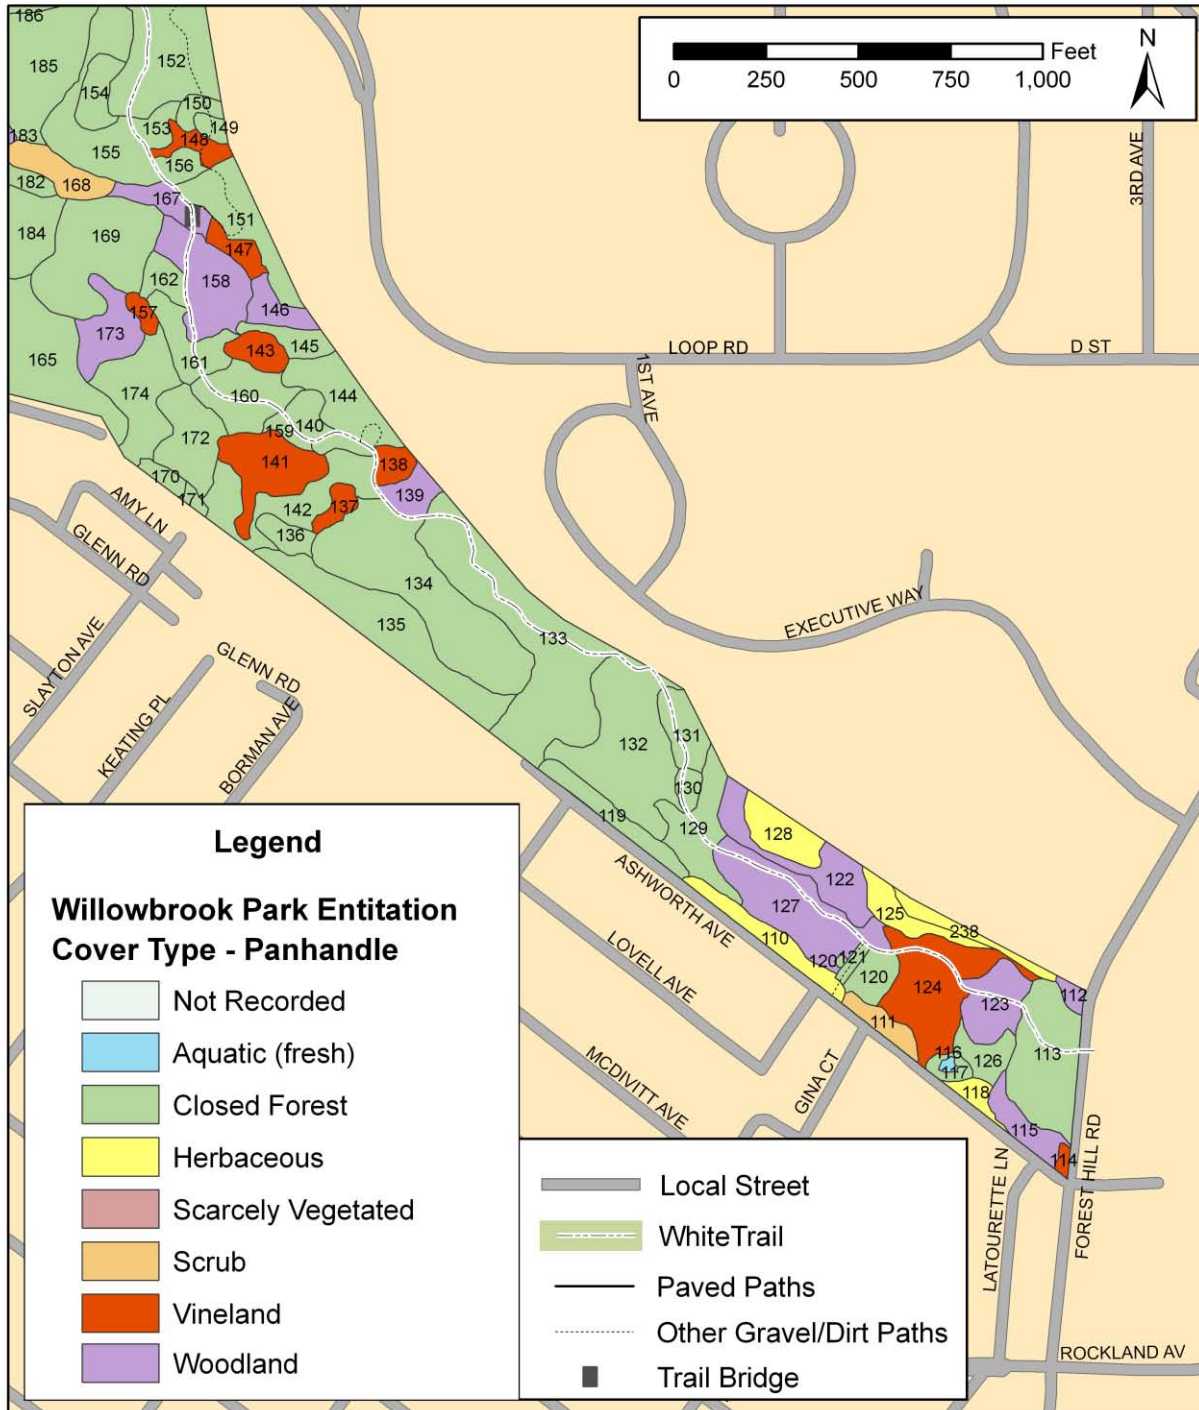 186
185
152
154
150
153
149
148
183
155
156
182
168
167
151
184
169
147
162
158
146
157
173
165
161
143
145
174
160
144
172
159
140
141
138
170
139
171
142
137
136
134
135
133
132
131
130
119
129
128
122
127
125
110
238
121
120
120
124
112
123
111
113
116
126
117
118
115
114
Feet
0 250 500 750 1,000
N
3RD AVE
LOOP RD
D ST
1ST AVE
EXECUTIVE WAY
AMY LN
GLENN RD
SLAYTON AVE
KEATING PL
GLENN RD
BORMAN AVE
ASHWORTH AVE
LOVELL AVE
MCDIVITT AVE
GINA CT
LATOURETTE LN
FOREST HILL RD
ROCKLAND AV
Legend
Willowbrook Park Entitation
Cover Type - Panhandle
Not Recorded
Aquatic (fresh)
Closed Forest
Herbaceous
Scarcely Vegetated
Scrub
Vineland
Woodland
Local Street
WhiteTrail
Paved Paths
Other Gravel/Dirt Paths
Trail Bridge